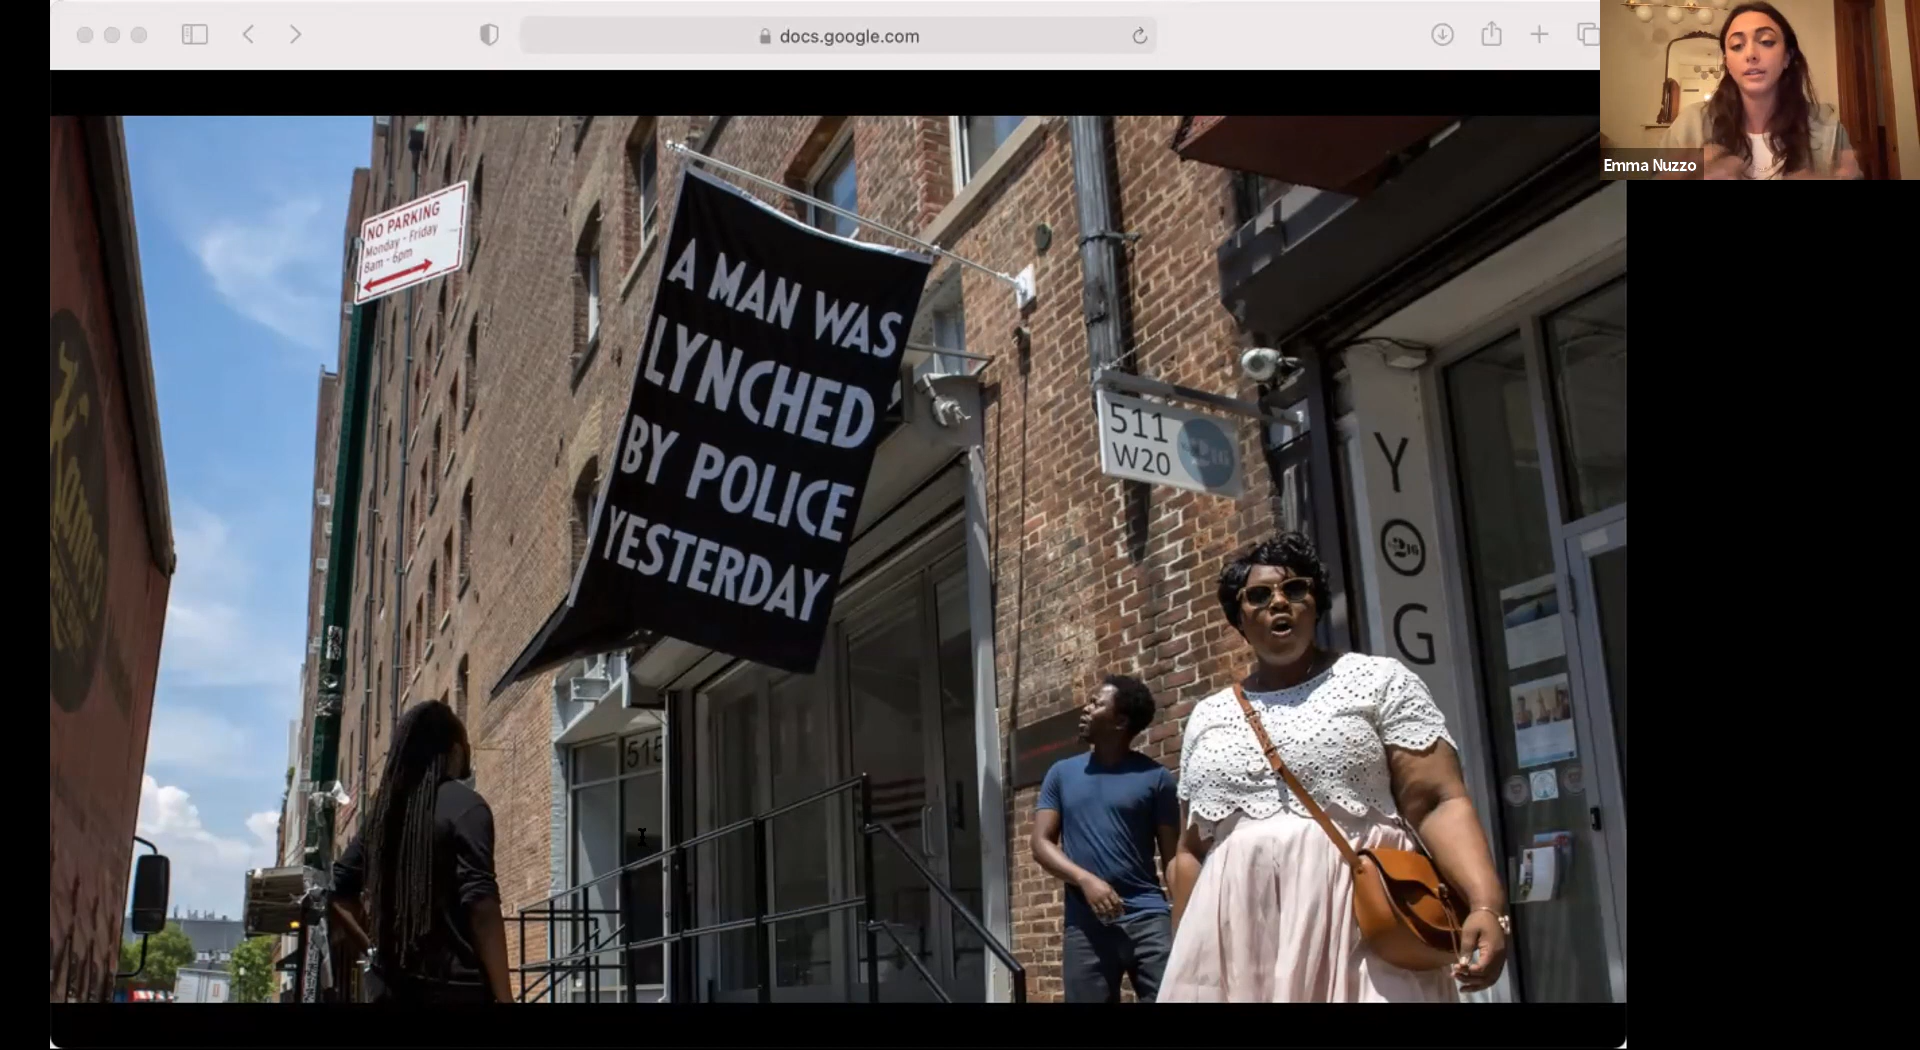 docs.google.com
Emma Nuzzo
NO PARKING
Monday - Friday
8am - 6pm
A MAN WAS
LYNCHED
BY POLICE
YESTERDAY
511
W20
YOG
515